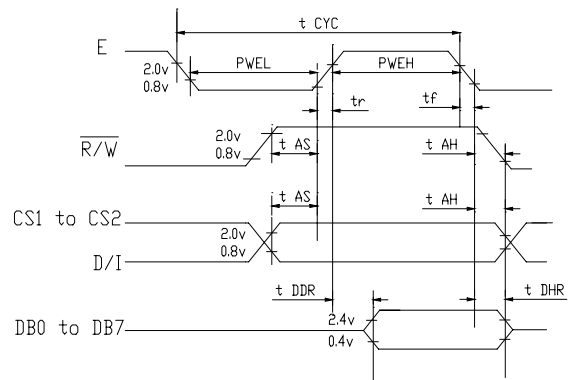 t CYC
E
PWEL PWEH
2.0v
0.8v
tr tf
2.0v
R/W
0.8v
t AS t AH
t AS t AH
CS1 to CS2
2.0v
0.8v
D/I
t DDR t DHR
2.4v
DB0 to DB7
0.4v